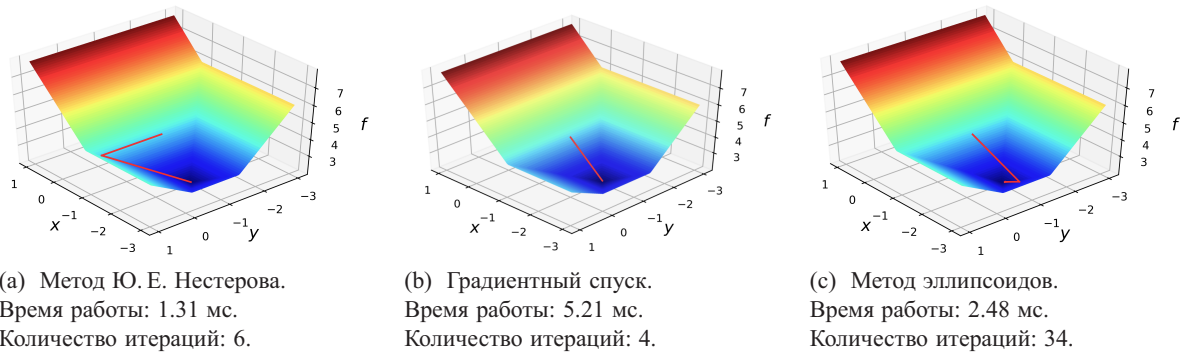 7
6
5
4
3
f
1
0
−1
−2
−3
x
1
0
−1
−2
−3
y
7
6
5
4
3
f
1
0
−1
−2
−3
x
1
0
−1
−2
−3
y
7
6
5
4
3
f
1
0
−1
−2
−3
x
1
0
−1
−2
−3
y
(a) Метод Ю. Е. Нестерова.
Время работы: 1.31 мс.
Количество итераций: 6.
(b) Градиентный спуск.
Время работы: 5.21 мс.
Количество итераций: 4.
(c) Метод эллипсоидов.
Время работы: 2.48 мс.
Количество итераций: 34.